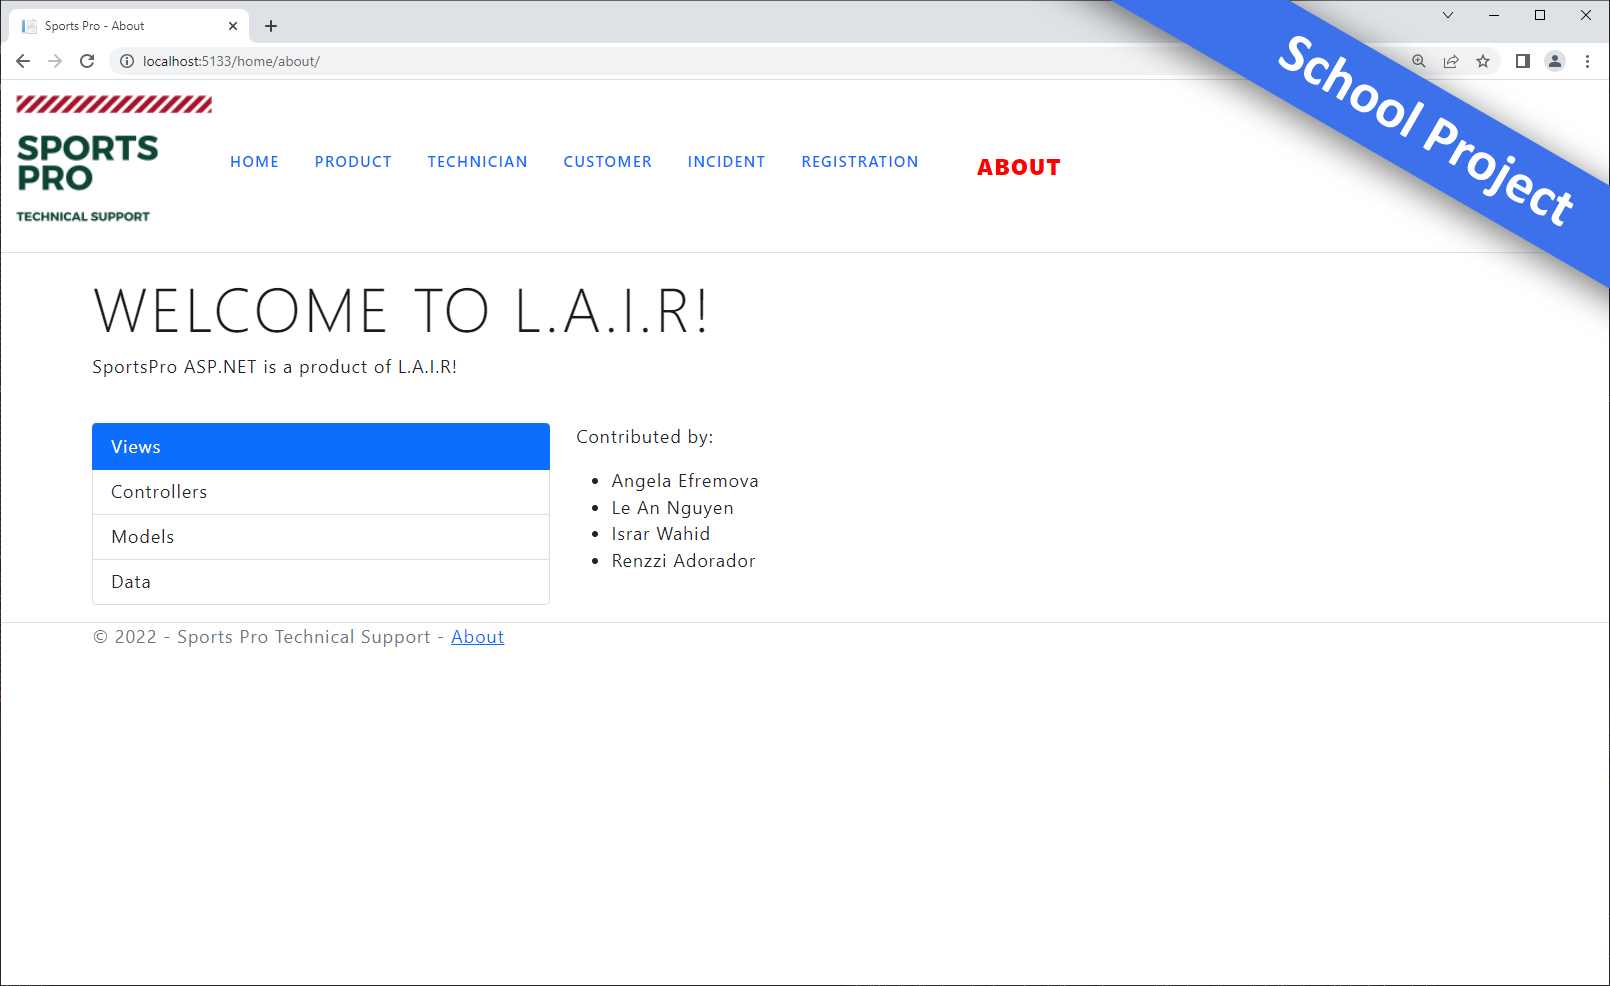 Sports Pro - About
localhost:5133/home/about/
School Project
SPORTS
PRO
TECHNICAL SUPPORT
HOME PRODUCT TECHNICIAN CUSTOMER INCIDENT REGISTRATION ABOUT
WELCOME TO L.A.I.R!
SportsPro ASP.NET is a product of L.A.I.R!
Views
Controllers
Models
Data
Contributed by:
Angela Efremova
Le An Nguyen
Israr Wahid
Renzzi Adorador
© 2022 - Sports Pro Technical Support - About